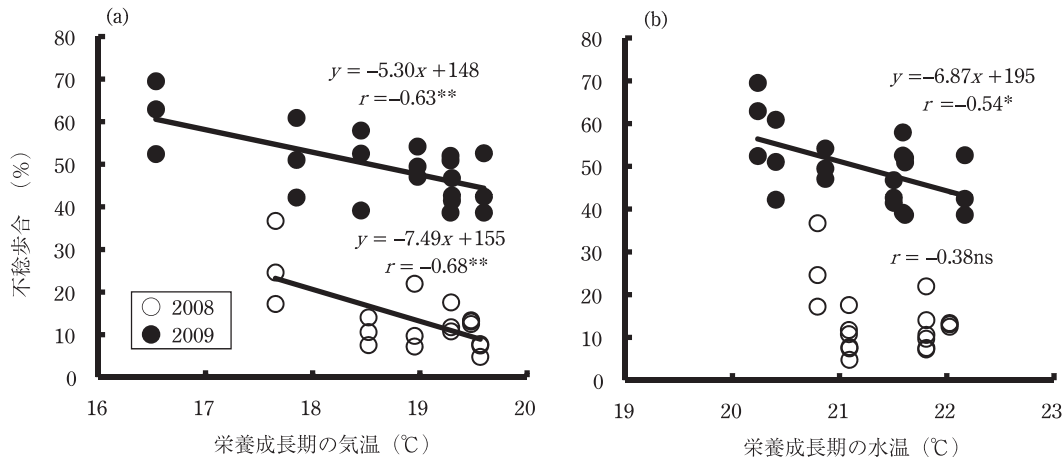 (a)
不稔歩合 (%)
80
70
60
50
40
30
20
10
0
y = −5.30x +148
r = −0.63**
y = −7.49x +155
r = −0.68**
2008
2009
16
17
18
19
20
栄養成長期の気温 (℃)
(b)
80
70
60
50
40
30
20
10
0
y = −6.87x +195
r = −0.54*
r = −0.38ns
19
20
21
22
23
栄養成長期の水温 (℃)